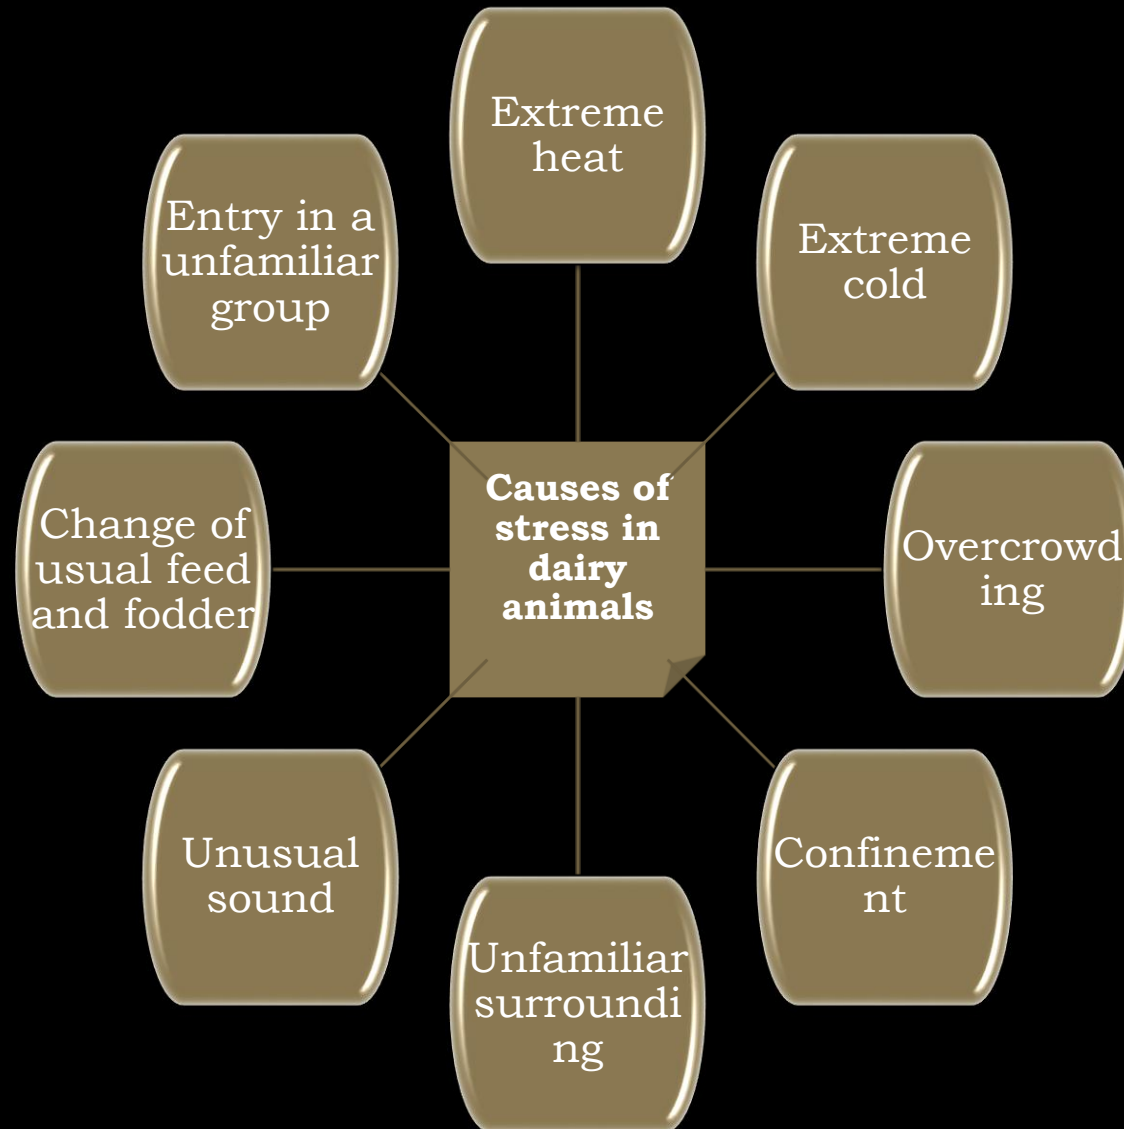 Extreme
heat
Extreme
cold
Overcrowd
ing
Confineme
nt
Unfamiliar
surroundi
ng
Unusual
sound
Change of
usual feed
and fodder
Entry in a
unfamiliar
group
Causes of
stress in
dairy
animals